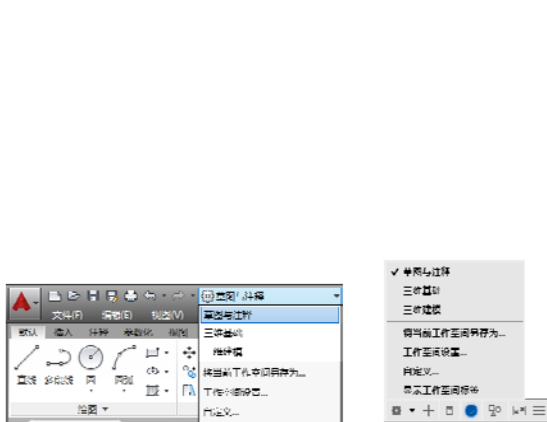 草图与注释
文件(F) 编辑(E) 视图(V)
草图与注释
默认 插入 注释 参数化 视图
三维基础
三维建模
直线 多段线 圆 圆弧
将当前工作空间另存为...
工作空间设置...
绘图
自定义...
草图与注释
三维基础
三维建模
将当前工作空间另存为...
工作空间设置...
自定义...
显示工作空间标签